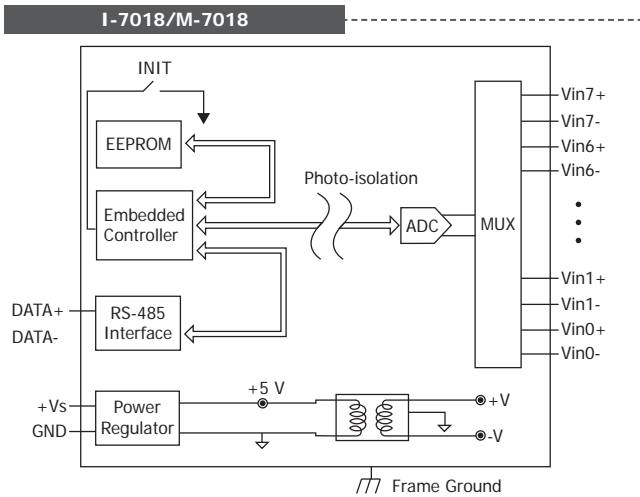 I-7018/M-7018
INIT
EEPROM
Embedded
Controller
Photo-isolation
ADC
MUX
Vin7+
Vin7-
Vin6+
Vin6-
Vin1+
Vin1-
Vin0+
Vin0-
DATA+
DATA-
RS-485
Interface
+Vs
GND
Power
Regulator
+5 V
+V
-V
Frame Ground